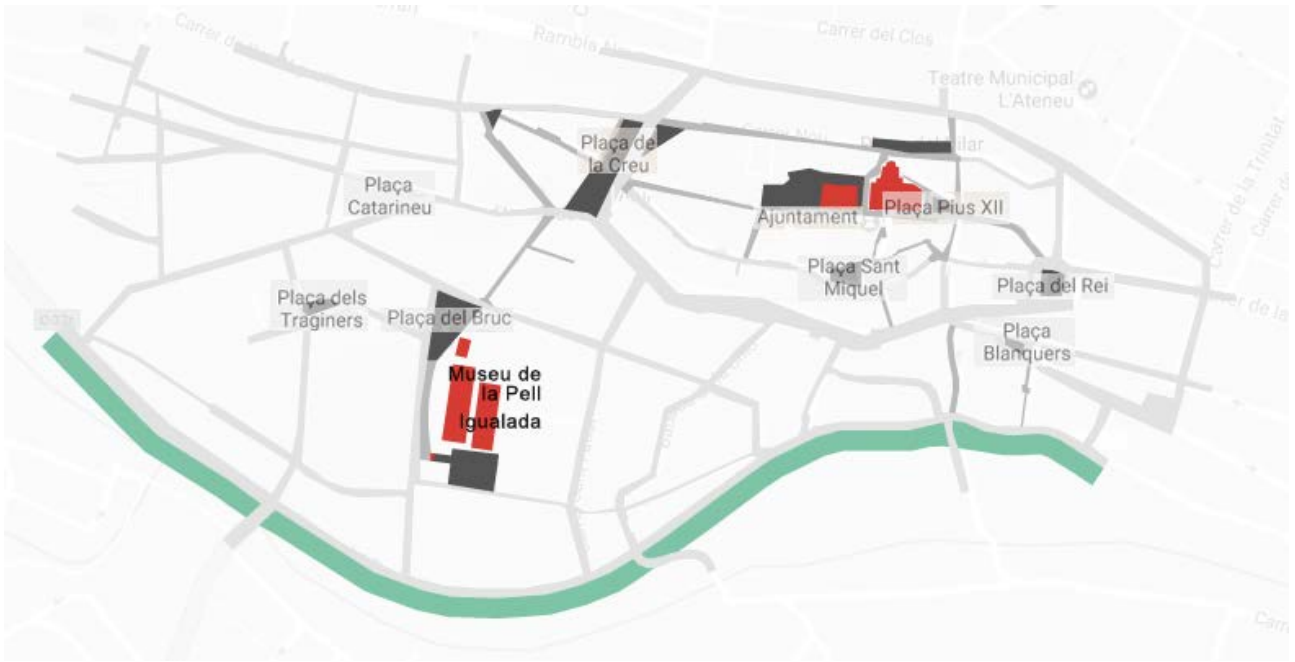 Carrer del Clos
Teatre Municipal
L'Ateneu
Plaça de
la Creu
Carrer Nou
Plaça
Catarineu
Ajuntament
Plaça Pius XII
Carrer de la Trinitat
Plaça Sant
Miquel
Plaça del Rei
Plaça dels
Traginers
Plaça del Bruc
Plaça
Blanquers
Museu de
la Pell
Igualada